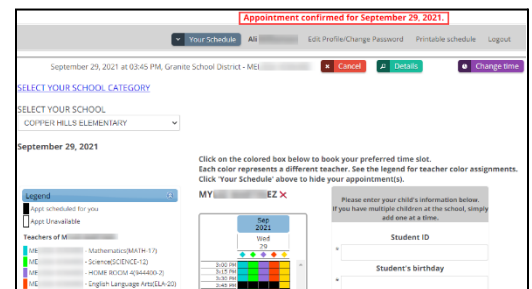 Appointment confirmed for September 29, 2021.
Your Schedule Ali Edit Profile/Change Password Printable schedule Logout
September 29, 2021 at 03:45 PM, Granite School District - MEI Cancel Details Change time
SELECT YOUR SCHOOL CATEGORY
SELECT YOUR SCHOOL
COPPER HILLS ELEMENTARY
September 29, 2021
Click on the colored box below to book your preferred time slot.
Each color represents a different teacher. See the legend for teacher color assignments.
Click 'Your Schedule' above to hide your appointment(s).
Legend
Appt scheduled for you
Appt Unavailable
Teachers of M
ME - Mathematics(MATH-17)
ME - Science(SCIENCE-12)
ME - HOME ROOM 4(944400-2)
ME - English Language Arts(ELA-20)
MY EZ
Sep
2021
Wed
29
3:00 PM
3:15 PM
3:30 PM
3:45 PM
Please enter your child's information below.
If you have multiple children at the school, simply
add one at a time.
Student ID
*
Student's birthday
*